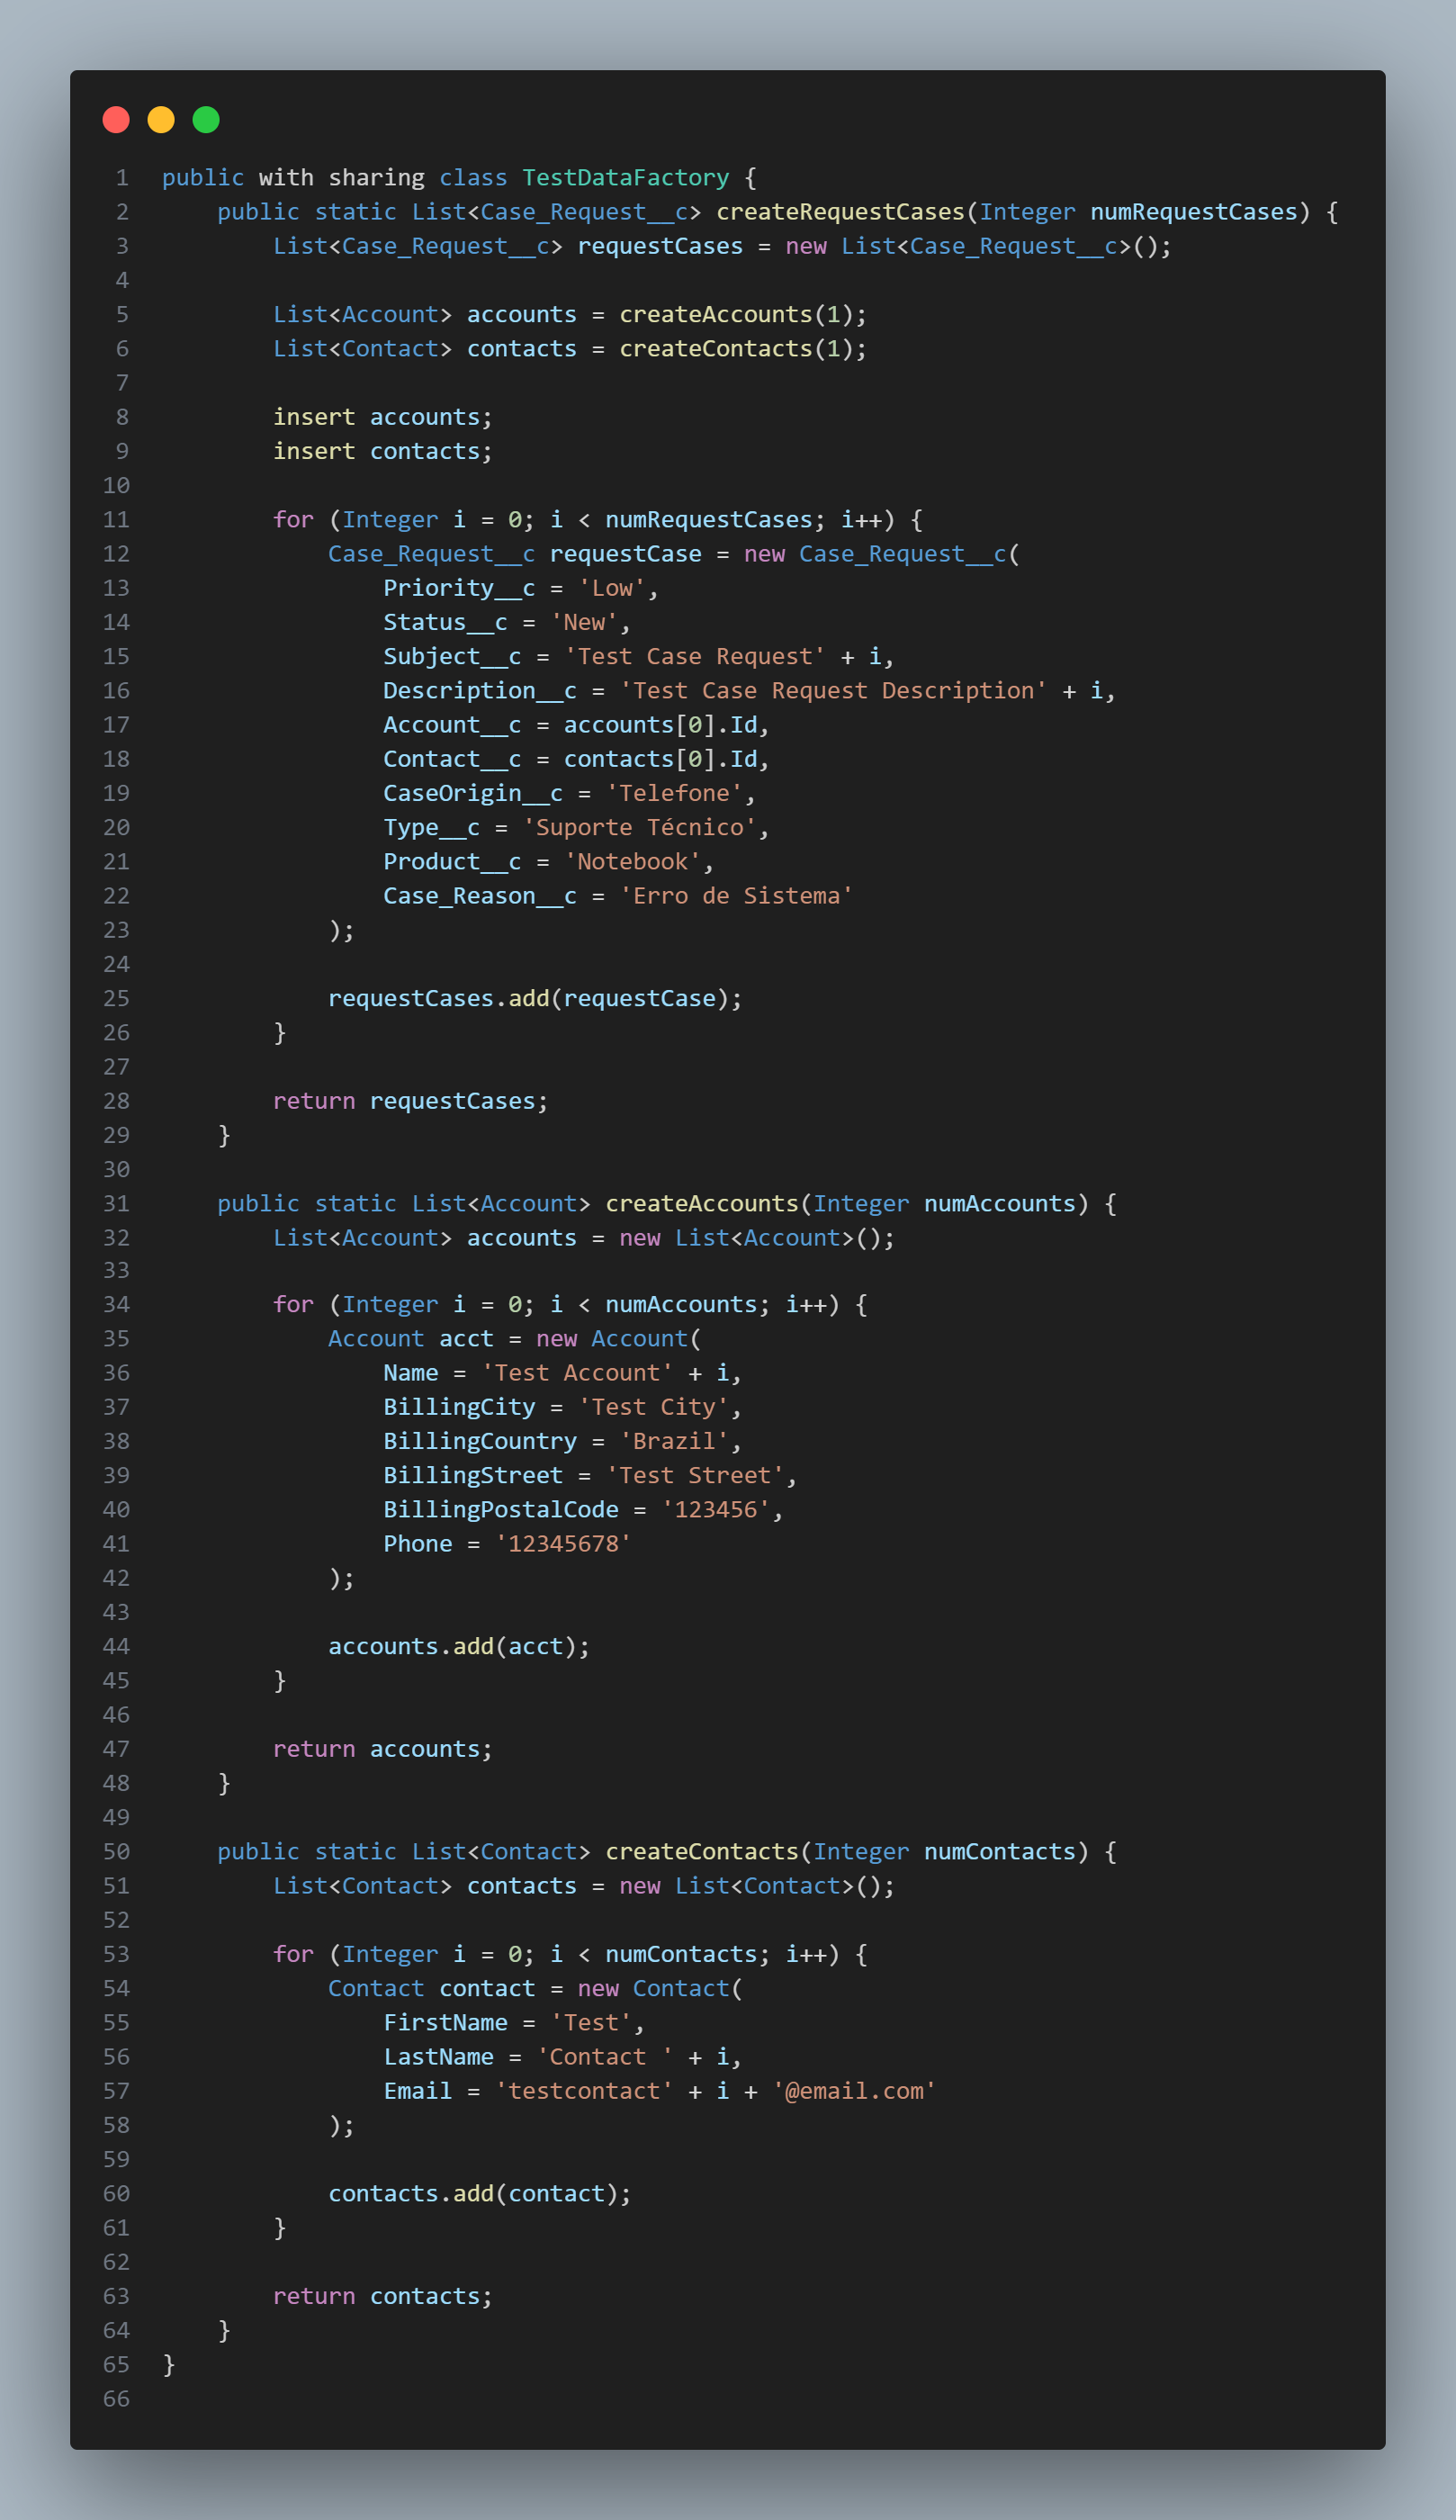 1 public with sharing class TestDataFactory {
2     public static List<Case_Request__c> createRequestCases(Integer numRequestCases) {
3         List<Case_Request__c> requestCases = new List<Case_Request__c>();
4
5         List<Account> accounts = createAccounts(1);
6         List<Contact> contacts = createContacts(1);
7
8         insert accounts;
9         insert contacts;
10
11         for (Integer i = 0; i < numRequestCases; i++) {
12             Case_Request__c requestCase = new Case_Request__c(
13                 Priority__c = 'Low',
14                 Status__c = 'New',
15                 Subject__c = 'Test Case Request' + i,
16                 Description__c = 'Test Case Request Description' + i,
17                 Account__c = accounts[0].Id,
18                 Contact__c = contacts[0].Id,
19                 CaseOrigin__c = 'Telefone',
20                 Type__c = 'Suporte Técnico',
21                 Product__c = 'Notebook',
22                 Case_Reason__c = 'Erro de Sistema'
23             );
24
25             requestCases.add(requestCase);
26         }
27
28         return requestCases;
29     }
30
31     public static List<Account> createAccounts(Integer numAccounts) {
32         List<Account> accounts = new List<Account>();
33
34         for (Integer i = 0; i < numAccounts; i++) {
35             Account acct = new Account(
36                 Name = 'Test Account' + i,
37                 BillingCity = 'Test City',
38                 BillingCountry = 'Brazil',
39                 BillingStreet = 'Test Street',
40                 BillingPostalCode = '123456',
41                 Phone = '12345678'
42             );
43
44             accounts.add(acct);
45         }
46
47         return accounts;
48     }
49
50     public static List<Contact> createContacts(Integer numContacts) {
51         List<Contact> contacts = new List<Contact>();
52
53         for (Integer i = 0; i < numContacts; i++) {
54             Contact contact = new Contact(
55                 FirstName = 'Test',
56                 LastName = 'Contact ' + i,
57                 Email = 'testcontact' + i + '@email.com'
58             );
59
60             contacts.add(contact);
61         }
62
63         return contacts;
64     }
65 }
66